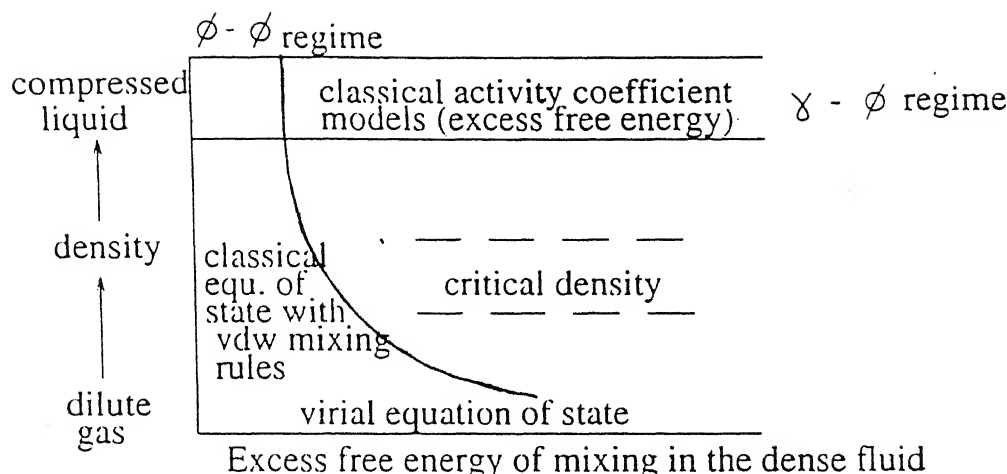 ϕ - ϕ regime
compressed
liquid
classical activity coefficient
models (excess free energy)
γ - ϕ regime
density
classical
equ. of
state with
vdw mixing
rules
critical density
dilute
gas
virial equation of state
Excess free energy of mixing in the dense fluid